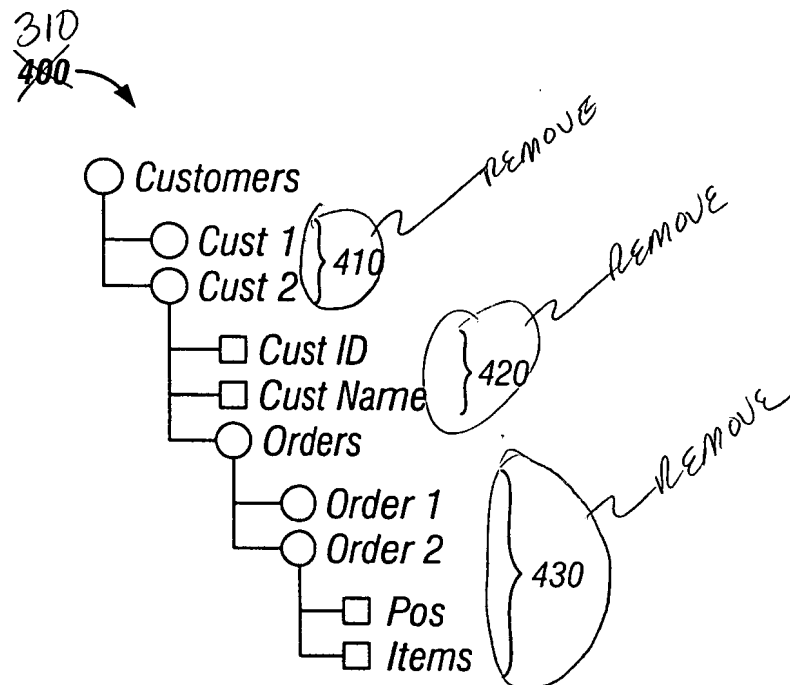 310
400
REMOVE
Customers
Cust 1
410
Cust 2
REMOVE
Cust ID
420
Cust Name
Orders
REMOVE
Order 1
Order 2
430
Pos
Items